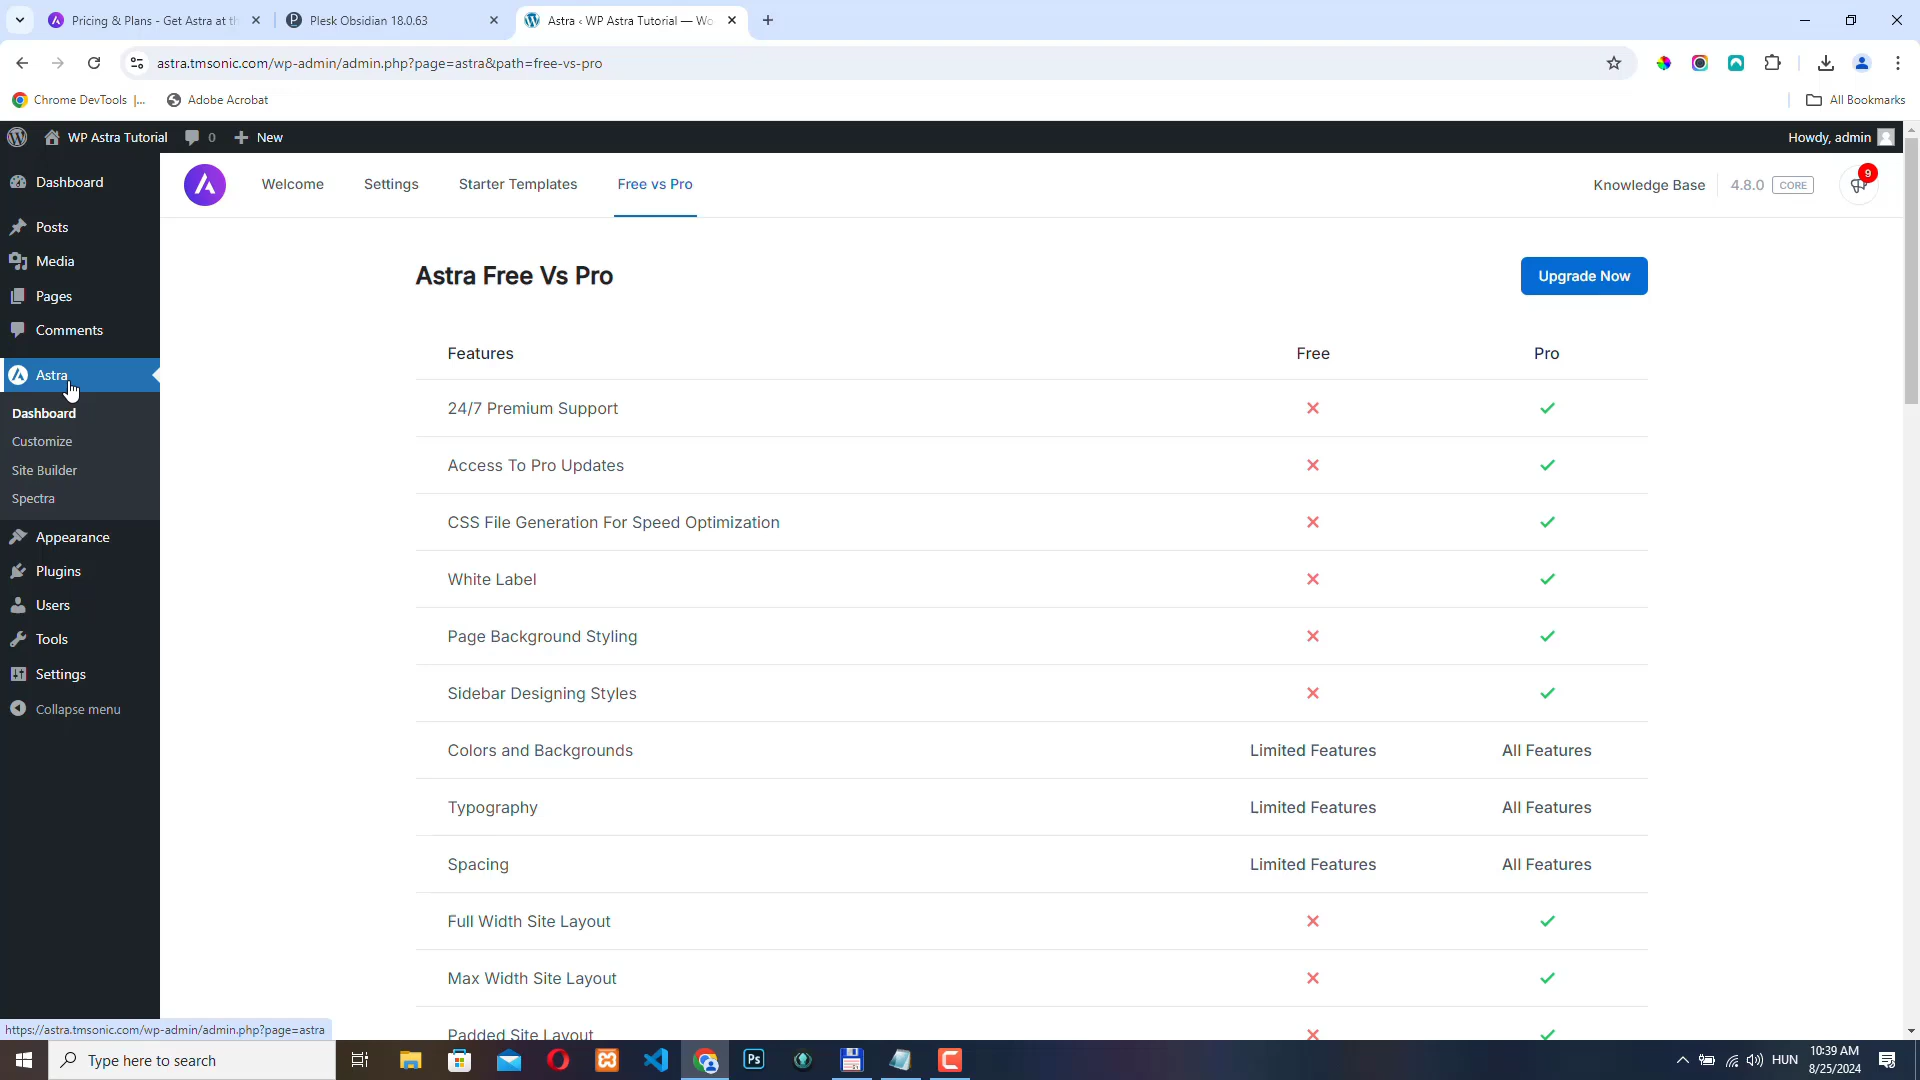 Pricing & Plans - Get Astra at th
Plesk Obsidian 18.0.63
Astra ‹ WP Astra Tutorial — Wo
astra.tmsonic.com/wp-admin/admin.php?page=astra&path=free-vs-pro
Chrome DevTools |...
Adobe Acrobat
All Bookmarks
WP Astra Tutorial
0
New
Howdy, admin
Dashboard
Posts
Media
Pages
Comments
Astra
Dashboard
Customize
Site Builder
Spectra
Appearance
Plugins
Users
Tools
Settings
Collapse menu
Welcome
Settings
Starter Templates
Free vs Pro
Knowledge Base
4.8.0 CORE
9
Astra Free Vs Pro
Upgrade Now
Features Free Pro
24/7 Premium Support
Access To Pro Updates
CSS File Generation For Speed Optimization
White Label
Page Background Styling
Sidebar Designing Styles
Colors and Backgrounds Limited Features All Features
Typography Limited Features All Features
Spacing Limited Features All Features
Full Width Site Layout
Max Width Site Layout
Padded Site Layout
https://astra.tmsonic.com/wp-admin/admin.php?page=astra
Type here to search
Ps
HUN
10:39 AM
8/25/2024